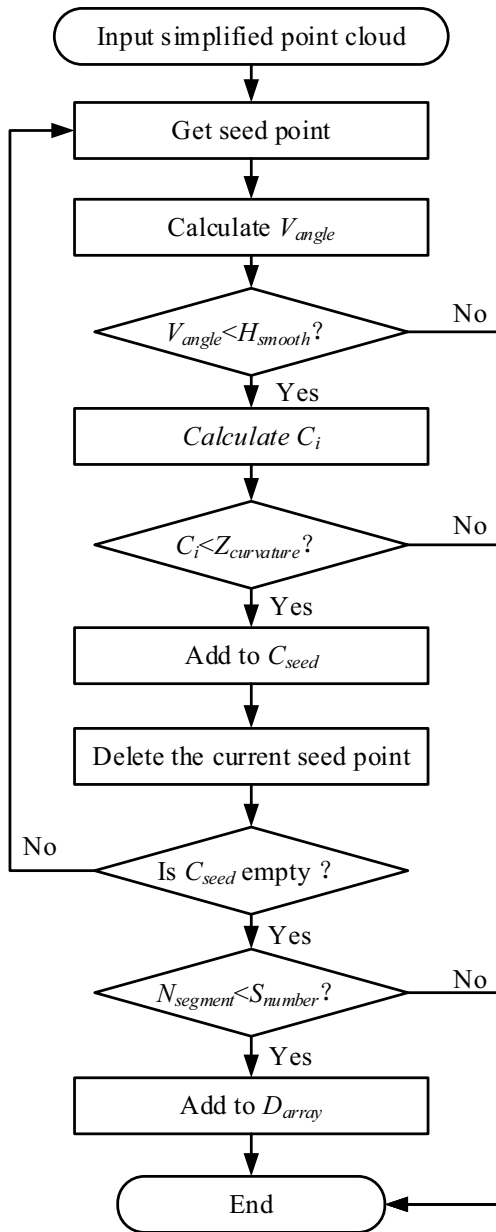 Input simplified point cloud
Get seed point
Calculate V_angle
V_angle<H_smooth?
No
Yes
Calculate C_i
C_i<Z_curvature?
No
Yes
Add to C_seed
Delete the current seed point
No
Is C_seed empty ?
Yes
N_segment<S_number?
No
Yes
Add to D_array
End